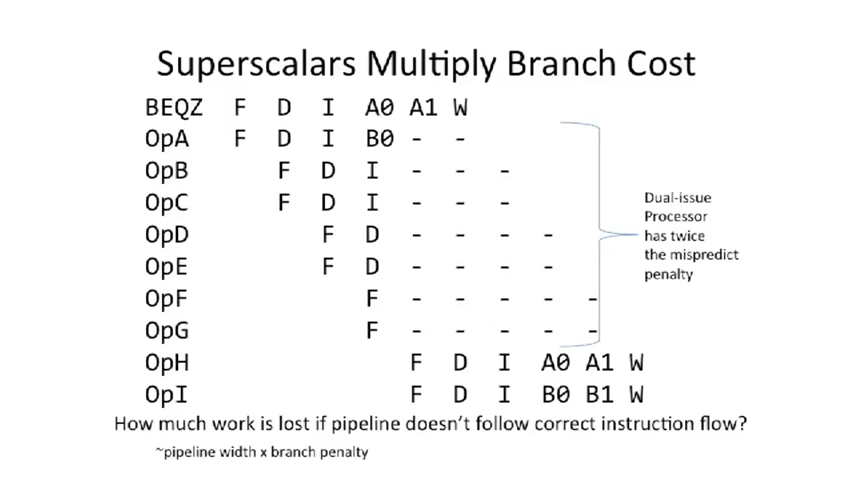 Superscalars Multiply Branch Cost
BEQZ F D I A0 A1 W
OpA F D I B0 - -
OpB F D I - - -
OpC F D I - - -
OpD F D - - - -
OpE F D - - - -
OpF F - - - - -
OpG F - - - - -
OpH F D I A0 A1 W
OpI F D I B0 B1 W
Dual-issue
Processor
has twice
the mispredict
penalty
How much work is lost if pipeline doesn't follow correct instruction flow?
~pipeline width x branch penalty